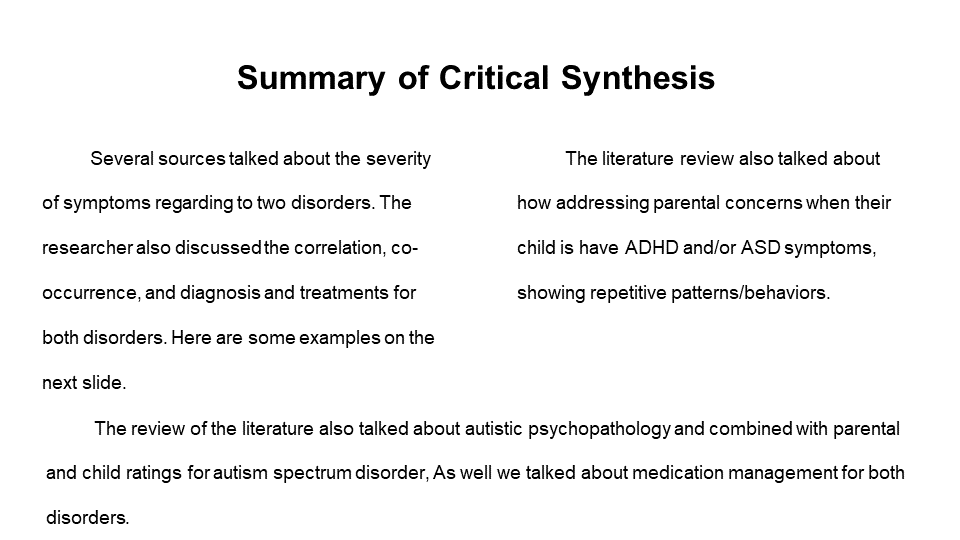 Summary of Critical Synthesis
Several sources talked about the severity
of symptoms regarding to two disorders. The
researcher also discussed the correlation, co-
occurrence, and diagnosis and treatments for
both disorders. Here are some examples on the
next slide.
The literature review also talked about
how addressing parental concerns when their
child is have ADHD and/or ASD symptoms,
showing repetitive patterns/behaviors.
The review of the literature also talked about autistic psychopathology and combined with parental
and child ratings for autism spectrum disorder, As well we talked about medication management for both
disorders.